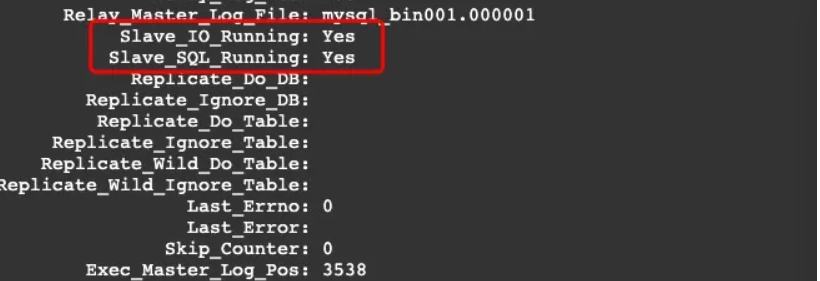 Relay_Master_Log_File: mysql_bin001.000001
Slave_IO_Running: Yes
Slave_SQL_Running: Yes
Replicate_Do_DB:
Replicate_Ignore_DB:
Replicate_Do_Table:
Replicate_Ignore_Table:
Replicate_Wild_Do_Table:
Replicate_Wild_Ignore_Table:
Last_Errno: 0
Last_Error:
Skip_Counter: 0
Exec_Master_Log_Pos: 3538